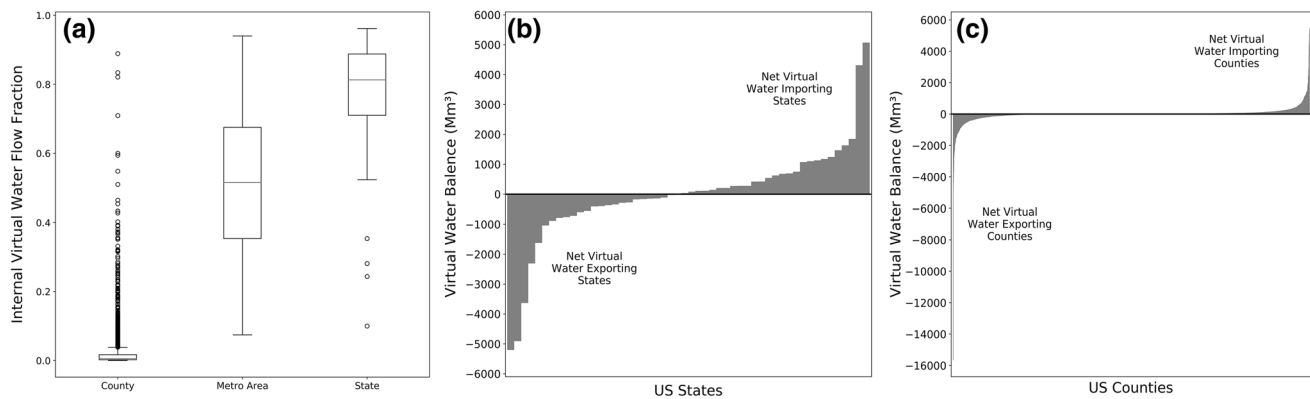 (a)
Internal Virtual Water Flow Fraction
1.0
0.8
0.6
0.4
0.2
0.0
County
Metro Area
State
(b)
Virtual Water Balence (Mm³)
6000
5000
4000
3000
2000
1000
0
−1000
−2000
−3000
−4000
−5000
−6000
Net Virtual
Water Importing
States
Net Virtual
Water Exporting
States
US States
(c)
Virtual Water Balance (Mm³)
6000
4000
2000
0
−2000
−4000
−6000
−8000
−10000
−12000
−14000
−16000
Net Virtual
Water Importing
Counties
Net Virtual
Water Exporting
Counties
US Counties